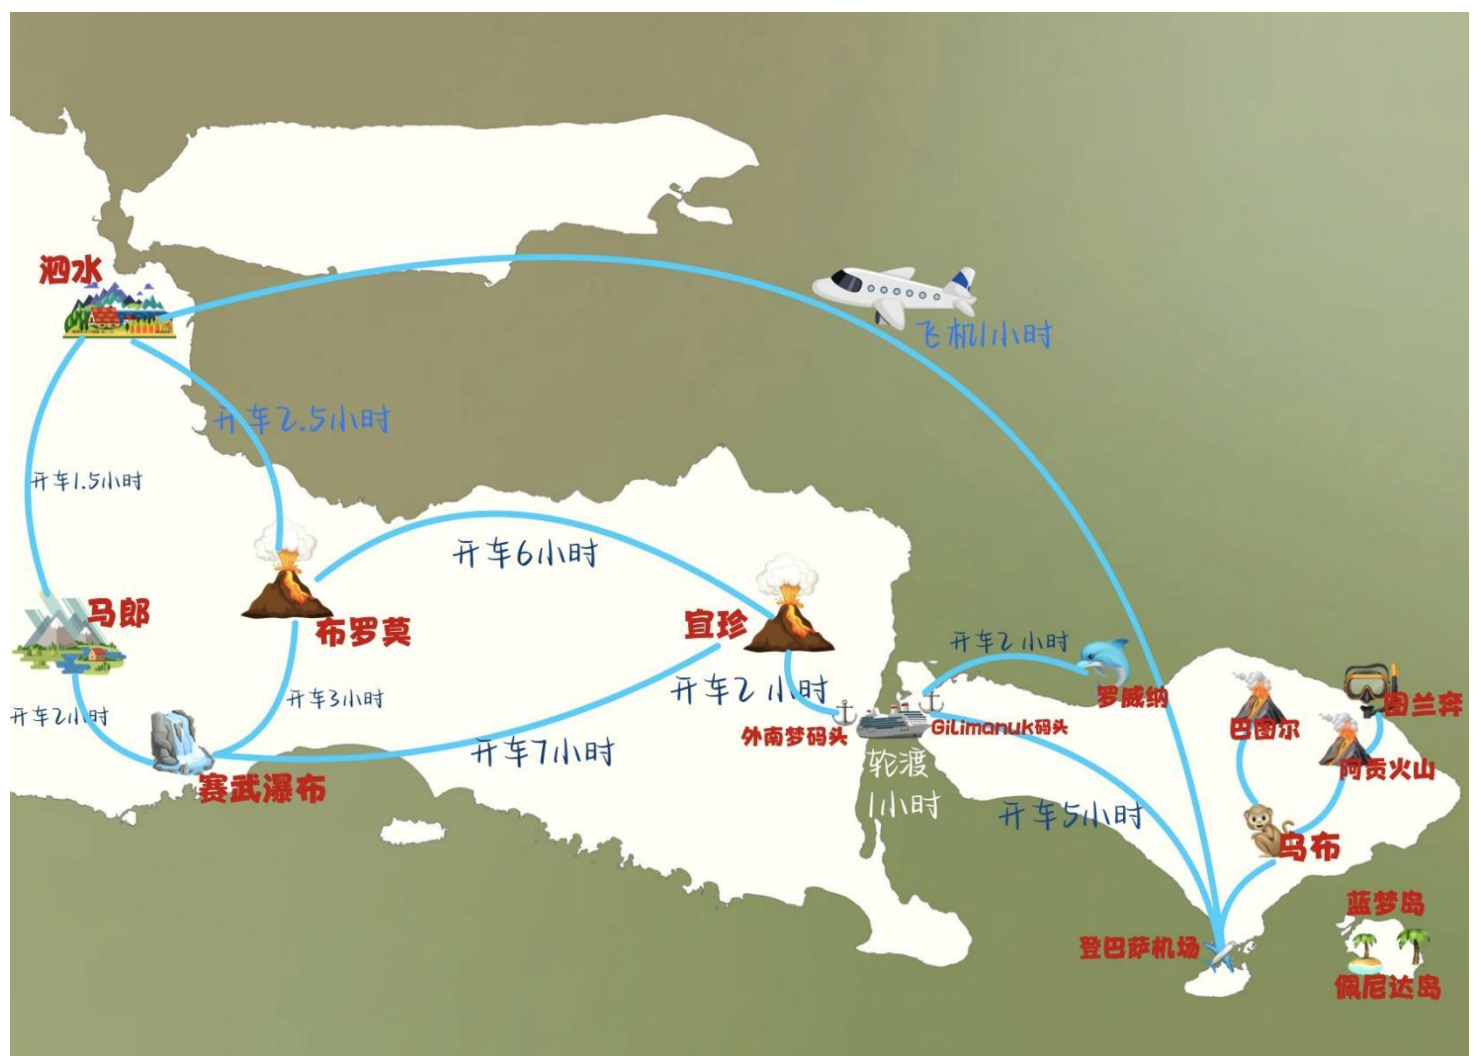 泗水
飞机1小时
开车2.5小时
开车1.5小时
开车6小时
马郎
布罗莫
宜珍
开车2小时
罗威纳
开车2小时
开车3小时
开车2小时
外南梦码头
GiLimanuk码头
巴图尔
图兰奔
阿贡火山
开车7小时
轮渡
1小时
赛武瀑布
开车5小时
乌布
蓝梦岛
登巴萨机场
佩尼达岛